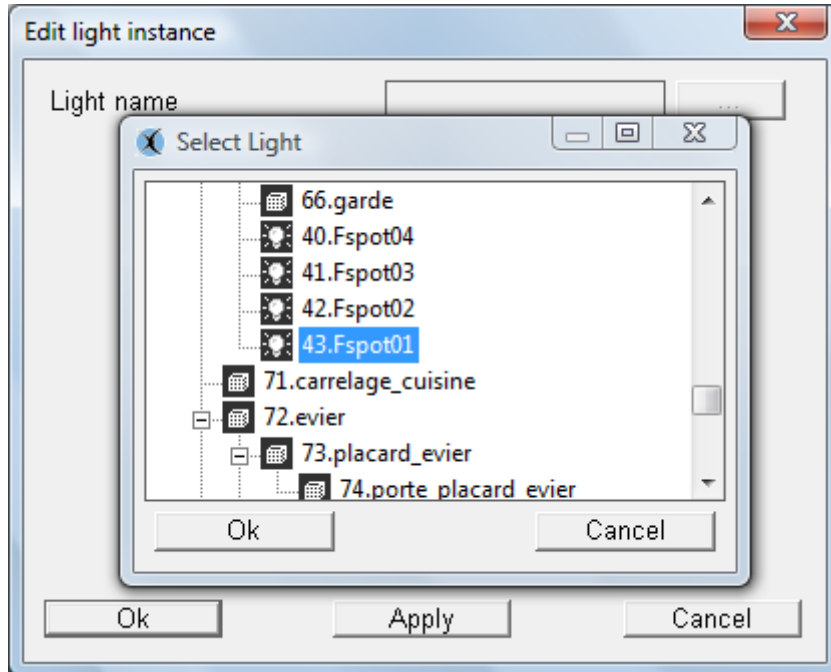 Edit light instance
Light name
...
Select Light
66.garde
40.Fspot04
41.Fspot03
42.Fspot02
43.Fspot01
71.carrelage_cuisine
72.evier
73.placard_evier
74.porte_placard_evier
Ok Cancel
Ok Apply Cancel